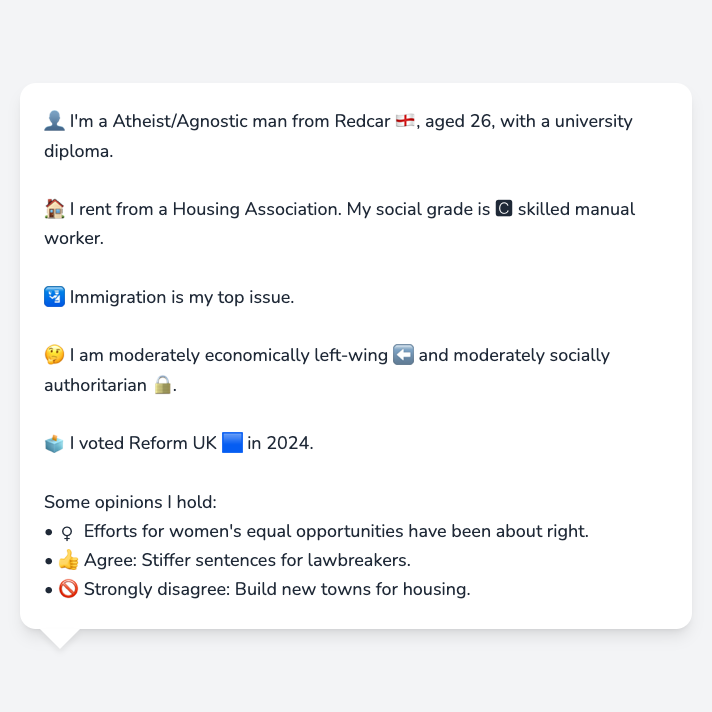 👤 I'm a Atheist/Agnostic man from Redcar 🏴󠁧󠁢󠁥󠁮󠁧󠁿, aged 26, with a university
diploma.
🏠 I rent from a Housing Association. My social grade is 🅲 skilled manual
worker.
🛂 Immigration is my top issue.
🤔 I am moderately economically left-wing ⬅️ and moderately socially
authoritarian 🔒.
🗳️ I voted Reform UK 🟦 in 2024.
Some opinions I hold:
• ♀ Efforts for women's equal opportunities have been about right.
• 👍 Agree: Stiffer sentences for lawbreakers.
• 🚫 Strongly disagree: Build new towns for housing.